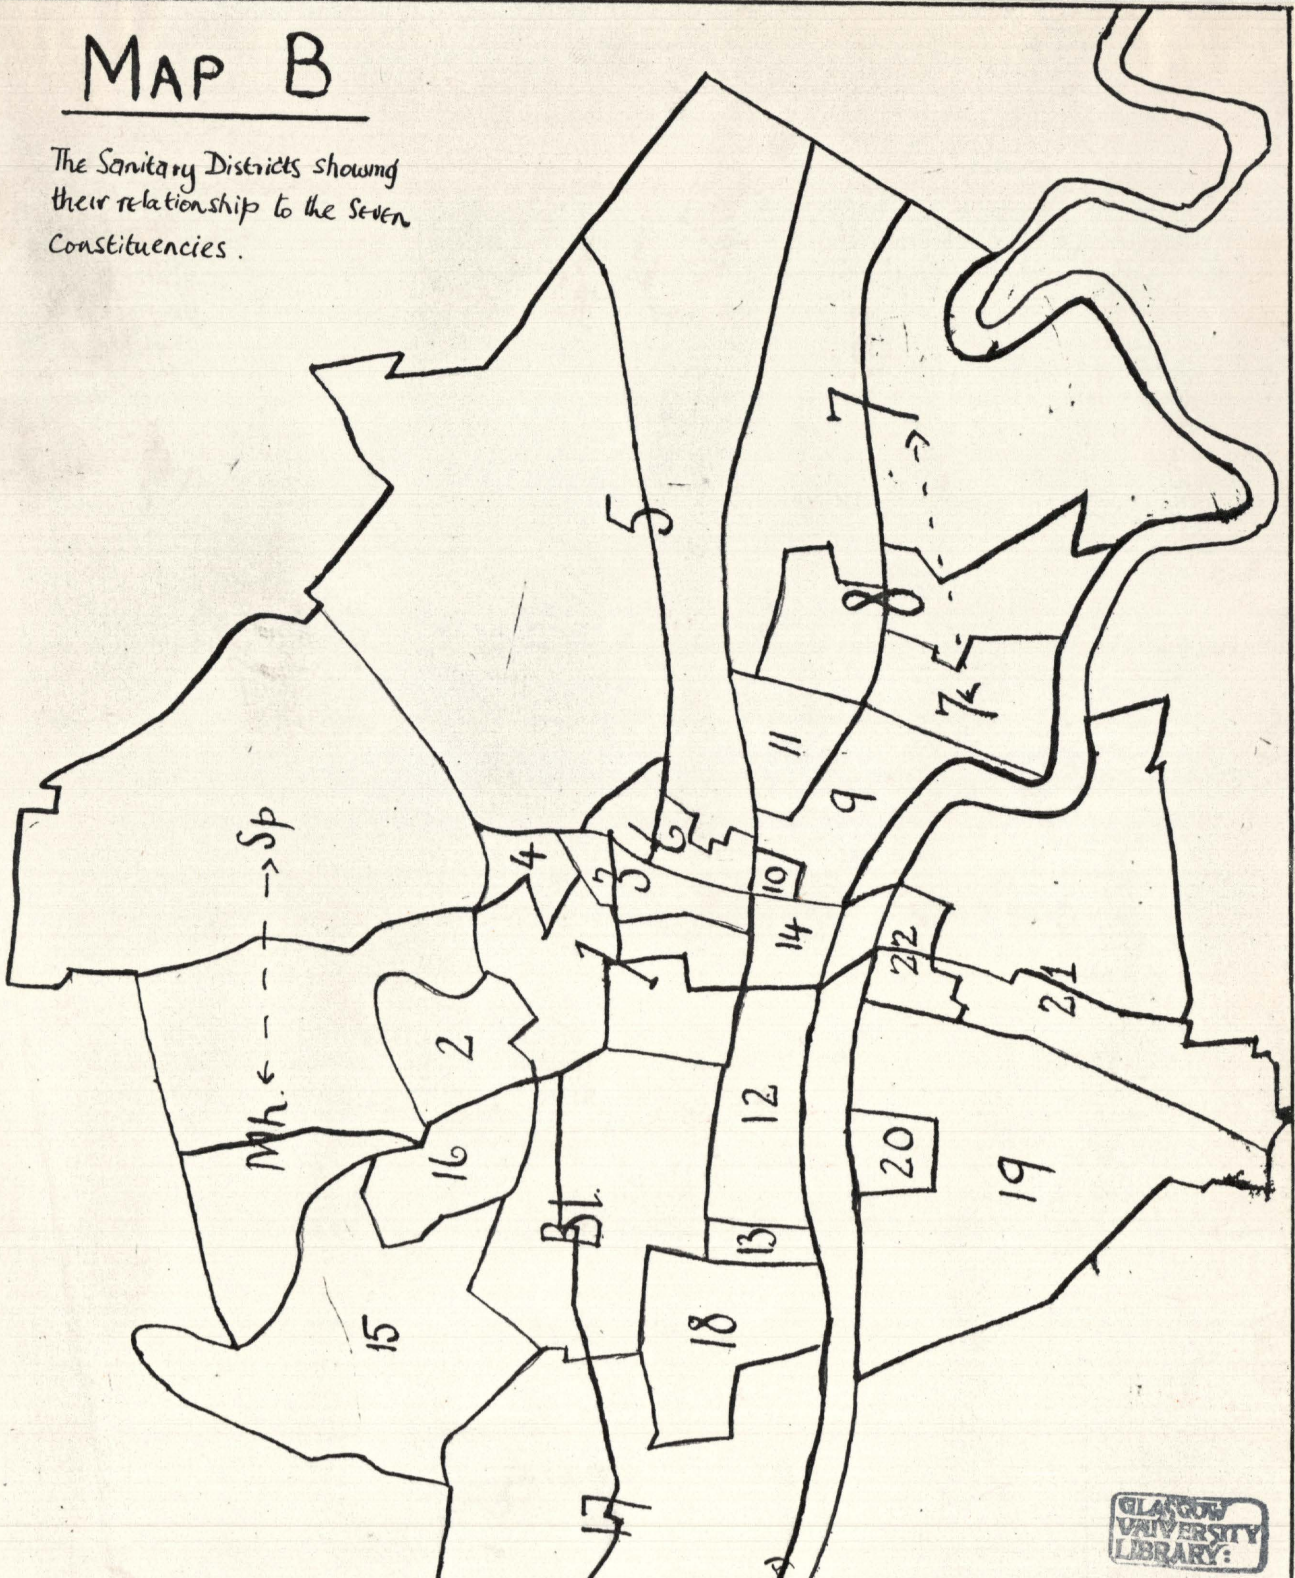 MAP B
The Sanitary Districts showing
their relationship to the Seven
Constituencies.
5
7
8
7
11
9
Sp
4
6
3
10
14
1
22
21
2
12
Mh.
16
20
19
Bl.
13
15
18
17
GLASGOW
UNIVERSITY
LIBRARY: